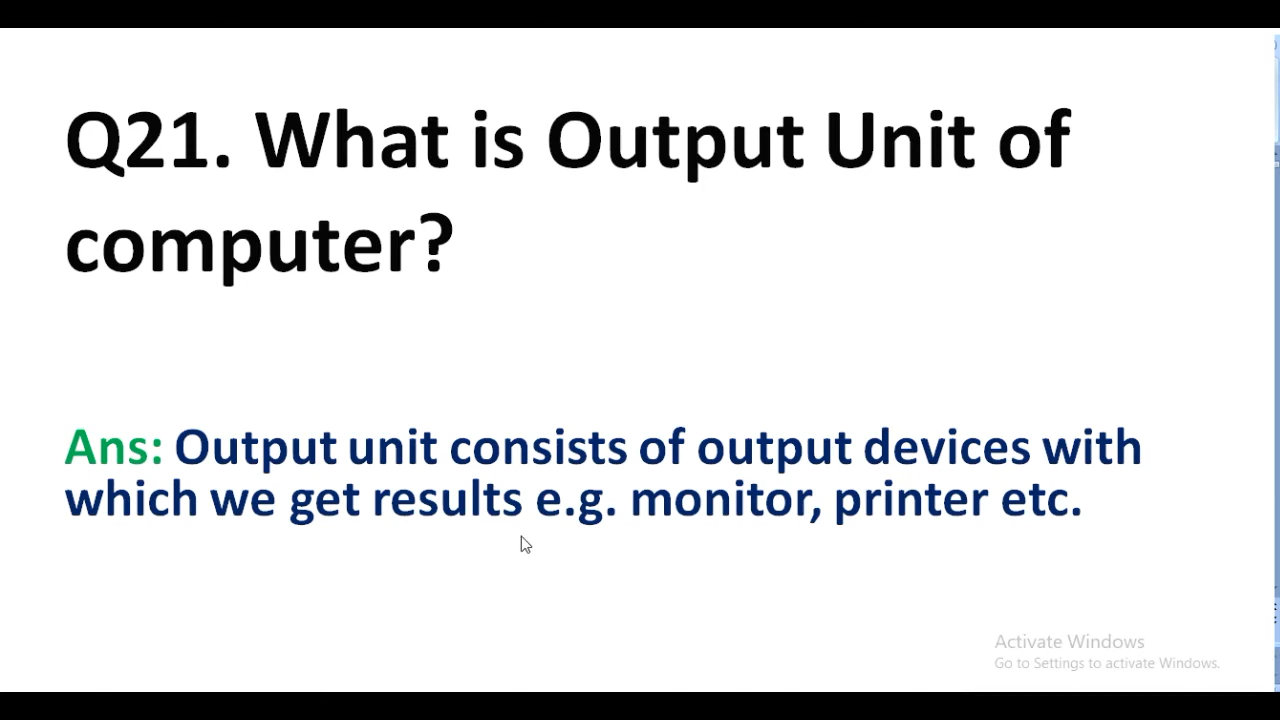 Q21. What is Output Unit of
computer?
Ans: Output unit consists of output devices with
which we get results e.g. monitor, printer etc.
Activate Windows
Go to Settings to activate Windows.